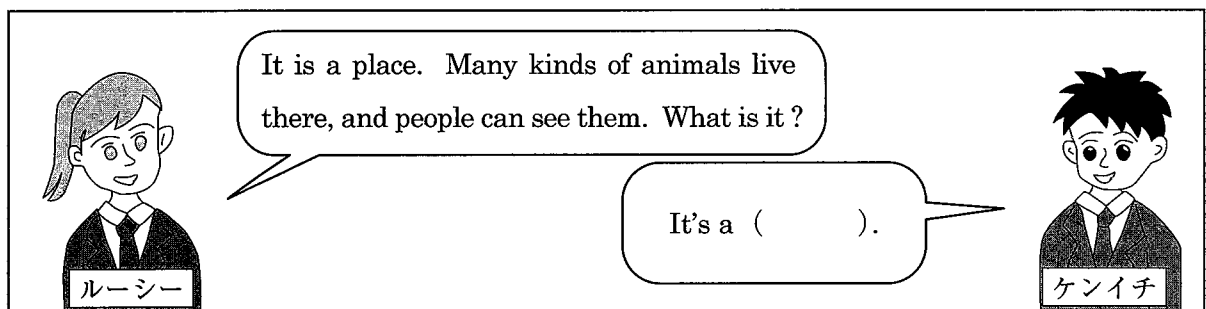 It is a place. Many kinds of animals live
there, and people can see them. What is it ?
It's a (　　　).
ルーシー
ケンイチ